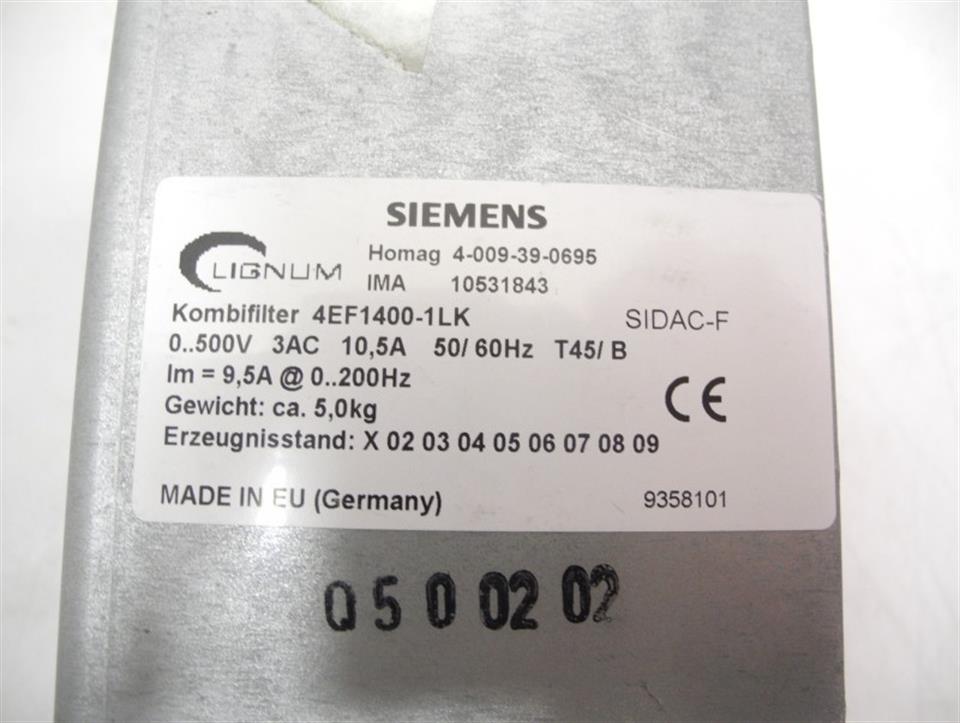 SIEMENS
LIGNUM
Homag 4-009-39-0695
IMA 10531843
Kombifilter 4EF1400-1LK SIDAC-F
0..500V 3AC 10,5A 50/60Hz T45/B
Im = 9,5A @ 0..200Hz
CE
Gewicht: ca. 5,0kg
Erzeugnisstand: X 02 03 04 05 06 07 08 09
MADE IN EU (Germany) 9358101
Q5 0 02 02